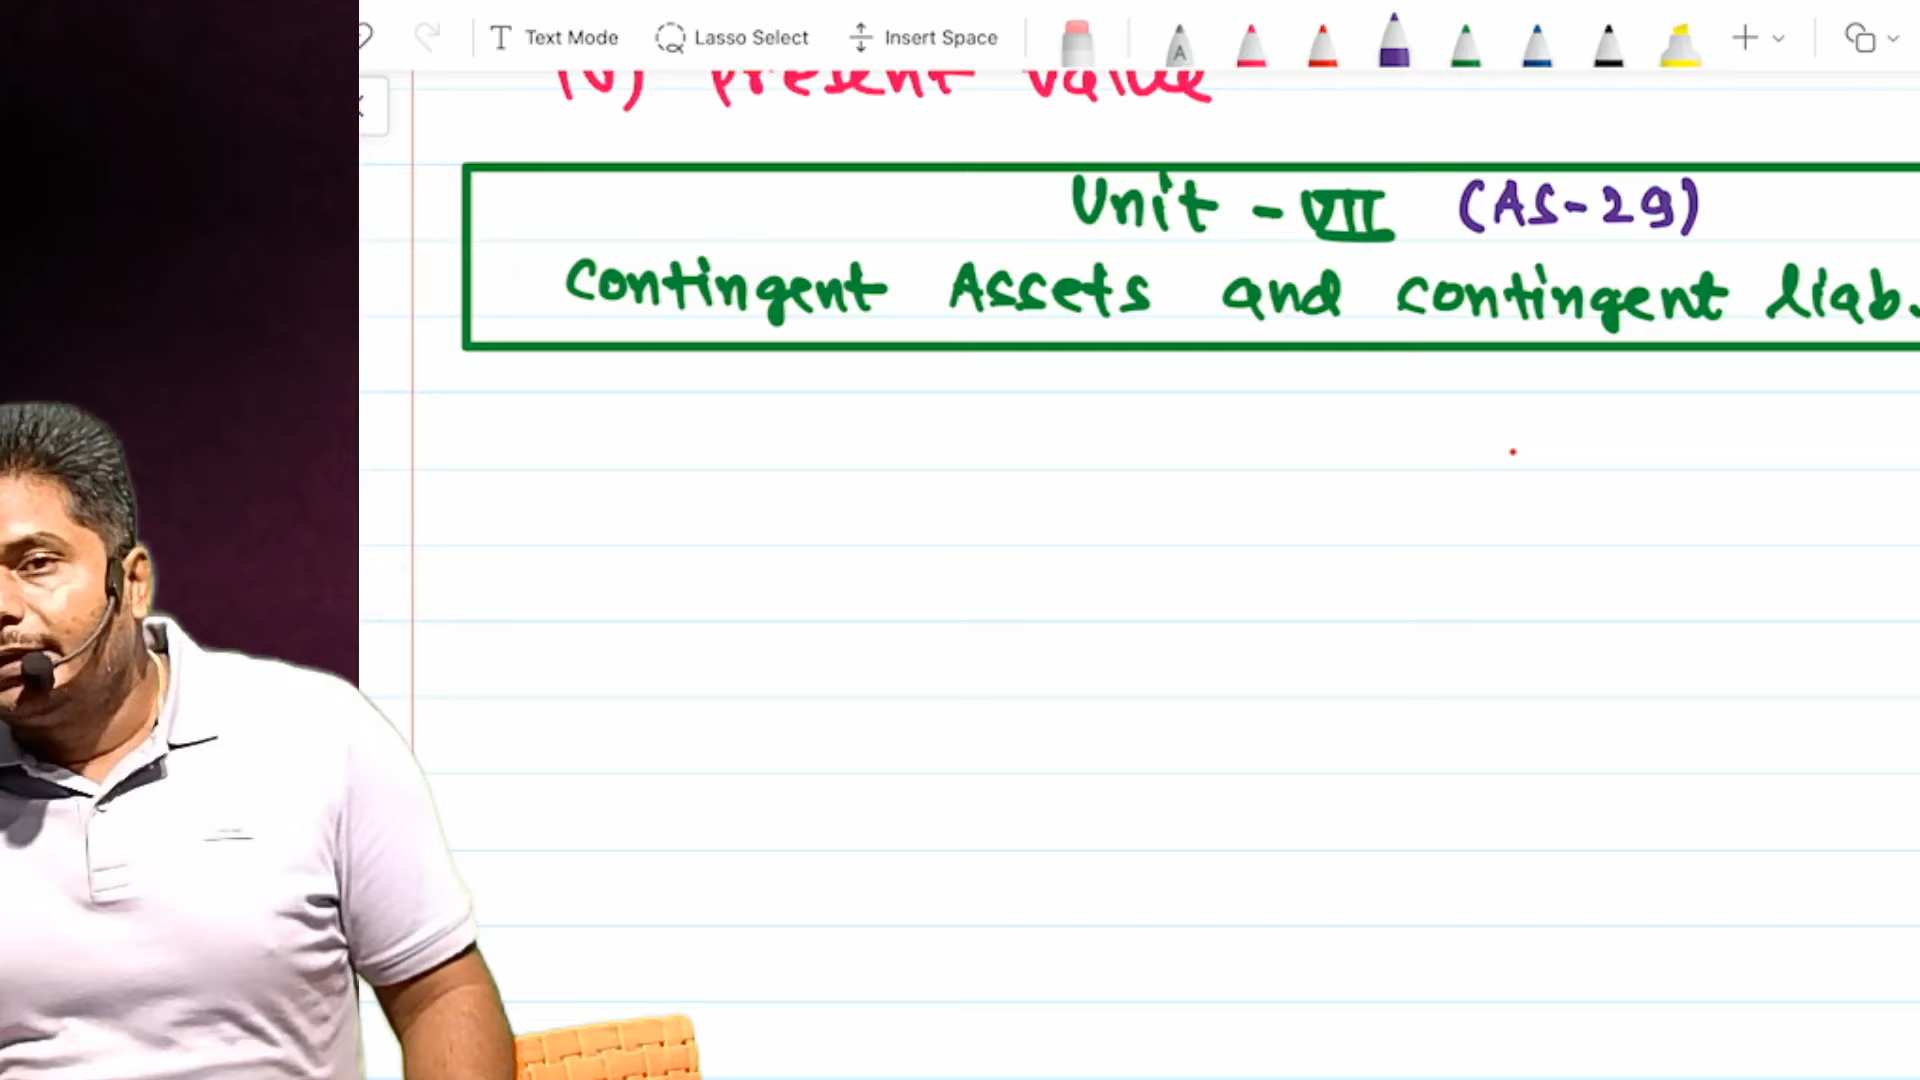 Text Mode Lasso Select Insert Space
A
(v) present value
Unit - VII (AS-29)
Contingent Assets and contingent liab.